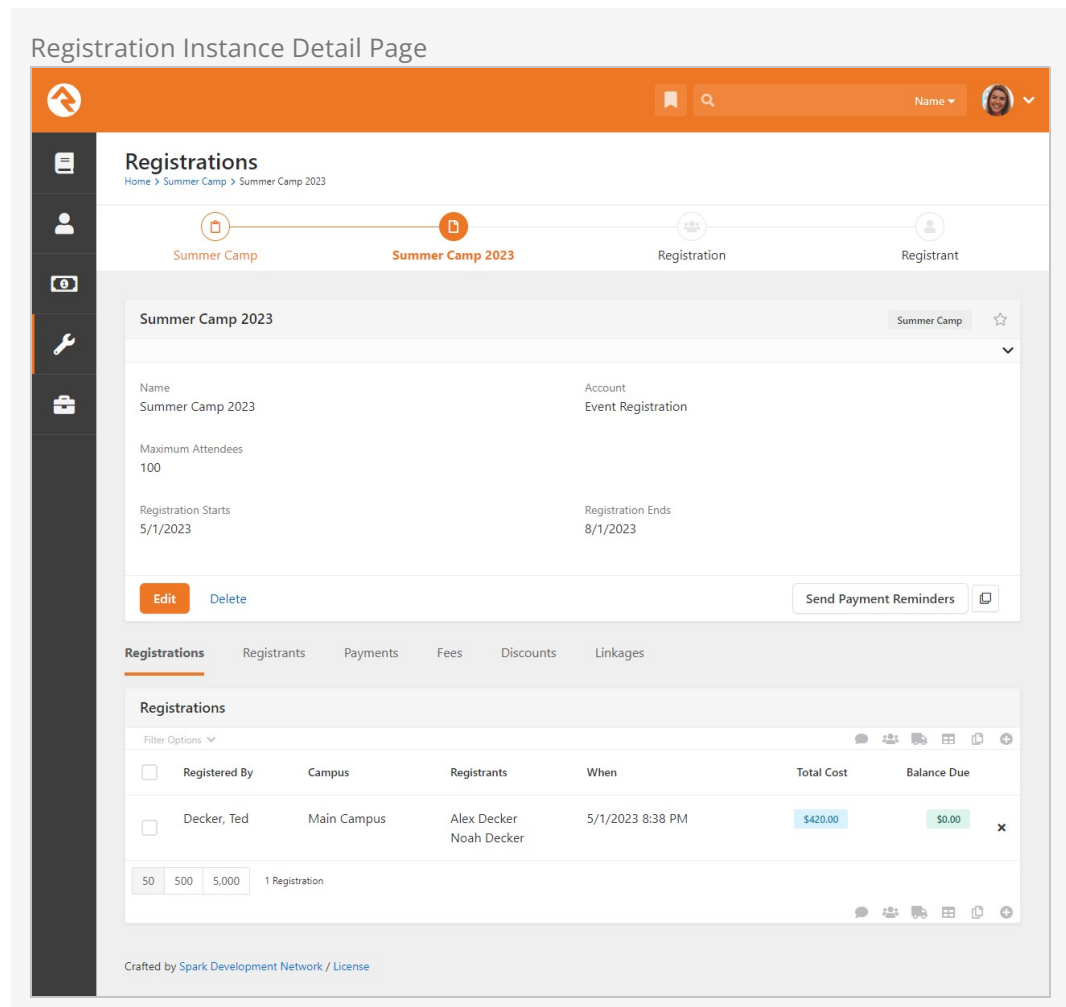 Registration Instance Detail Page
Name
Registrations
Home > Summer Camp > Summer Camp 2023
Summer Camp
Summer Camp 2023
Registration
Registrant
Summer Camp 2023
Summer Camp
Name
Summer Camp 2023
Account
Event Registration
Maximum Attendees
100
Registration Starts
5/1/2023
Registration Ends
8/1/2023
Edit Delete Send Payment Reminders
Registrations Registrants Payments Fees Discounts Linkages
Registrations
Filter Options
Registered By Campus Registrants When Total Cost Balance Due
Decker, Ted Main Campus Alex Decker 5/1/2023 8:38 PM $420.00 $0.00
Noah Decker
50 500 5,000 1 Registration
Crafted by Spark Development Network / License